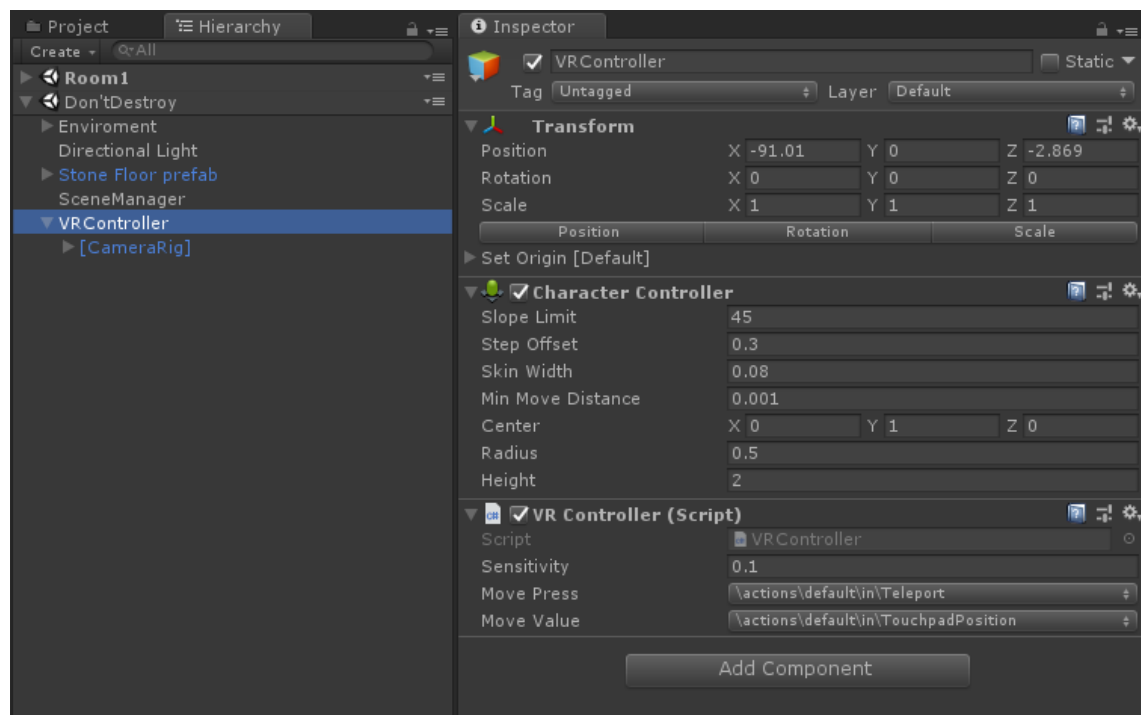 Project Hierarchy
Create All
Room1
Don'tDestroy
Enviroment
Directional Light
Stone Floor prefab
SceneManager
VRController
[CameraRig]
Inspector
VRController Static
Tag Untagged Layer Default
Transform
Position X -91.01 Y 0 Z -2.869
Rotation X 0 Y 0 Z 0
Scale X 1 Y 1 Z 1
Position Rotation Scale
Set Origin [Default]
Character Controller
Slope Limit 45
Step Offset 0.3
Skin Width 0.08
Min Move Distance 0.001
Center X 0 Y 1 Z 0
Radius 0.5
Height 2
C# VR Controller (Script)
Script VRController
Sensitivity 0.1
Move Press \actions\default\in\Teleport
Move Value \actions\default\in\TouchpadPosition
Add Component